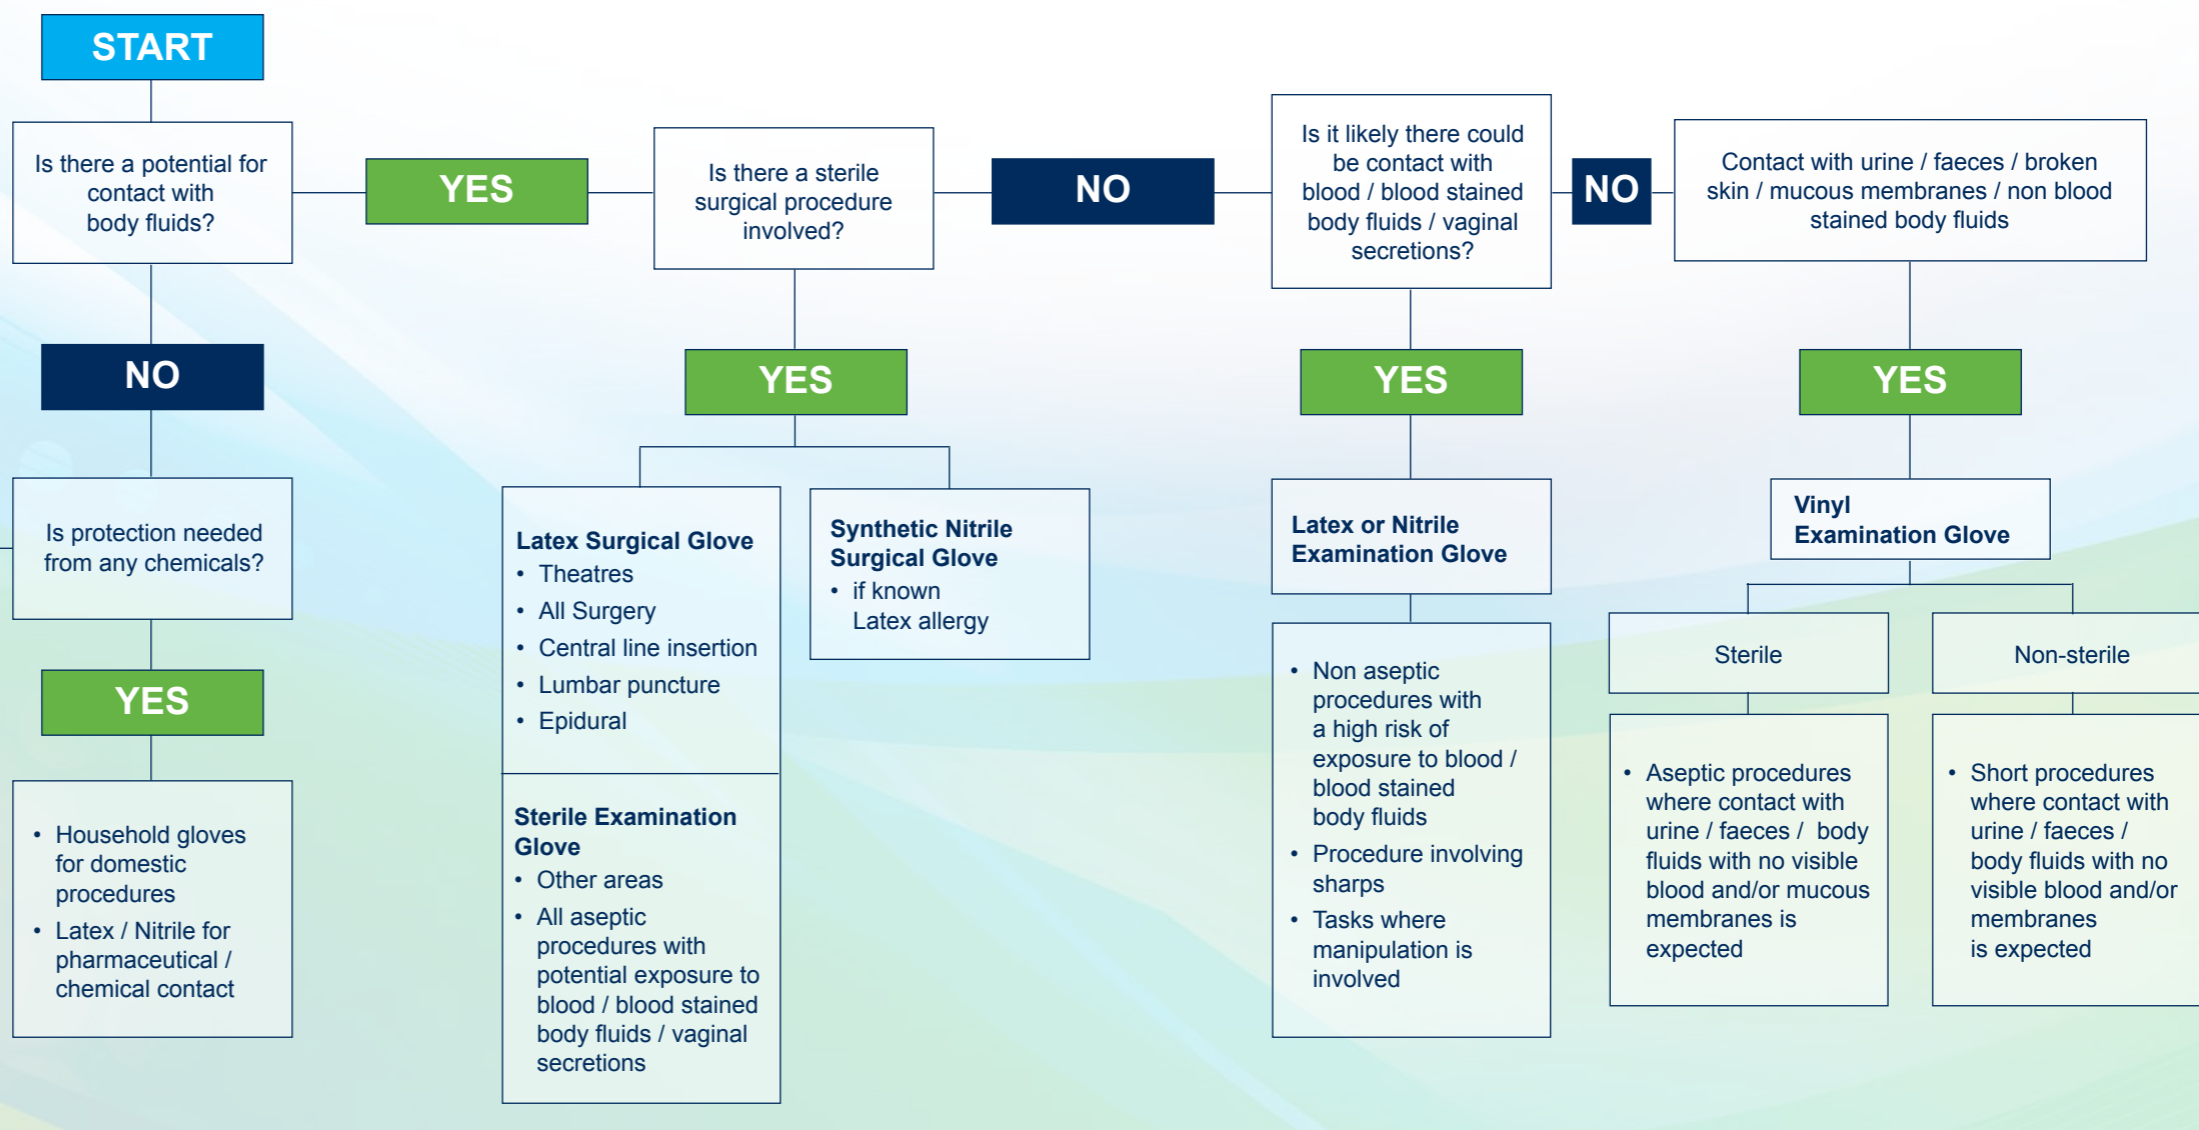 START
Is there a potential for
contact with
body fluids?
YES
Is there a sterile
surgical procedure
involved?
NO
Is it likely there could
be contact with
blood / blood stained
body fluids / vaginal
secretions?
NO
Contact with urine / faeces / broken
skin / mucous membranes / non blood
stained body fluids
NO
YES
YES
YES
Is protection needed
from any chemicals?
YES
• Household gloves
for domestic
procedures
• Latex / Nitrile for
pharmaceutical /
chemical contact
Latex Surgical Glove
• Theatres
• All Surgery
• Central line insertion
• Lumbar puncture
• Epidural
Sterile Examination
Glove
• Other areas
• All aseptic
procedures with
potential exposure to
blood / blood stained
body fluids / vaginal
secretions
Synthetic Nitrile
Surgical Glove
• if known
Latex allergy
Latex or Nitrile
Examination Glove
• Non aseptic
procedures with
a high risk of
exposure to blood /
blood stained
body fluids
• Procedure involving
sharps
• Tasks where
manipulation is
involved
Vinyl
Examination Glove
Sterile
• Aseptic procedures
where contact with
urine / faeces /  body
fluids with no visible
blood and/or mucous
membranes is
expected
Non-sterile
• Short procedures
where contact with
urine / faeces /
body fluids with no
visible blood and/or
membranes
is expected